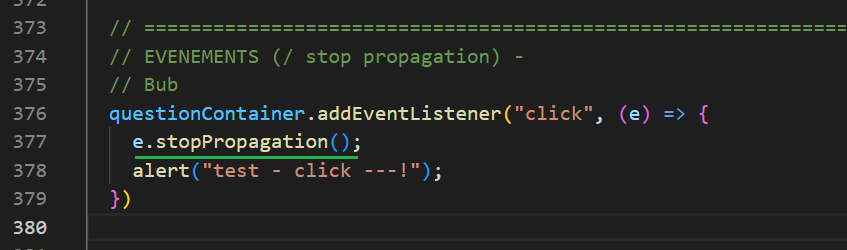 372
373 // ==============================================================
374 // EVENEMENTS (/ stop propagation) -
375 // Bub
376 questionContainer.addEventListener("click", (e) => {
377 e.stopPropagation();
378 alert("test - click ---!");
379 })
380